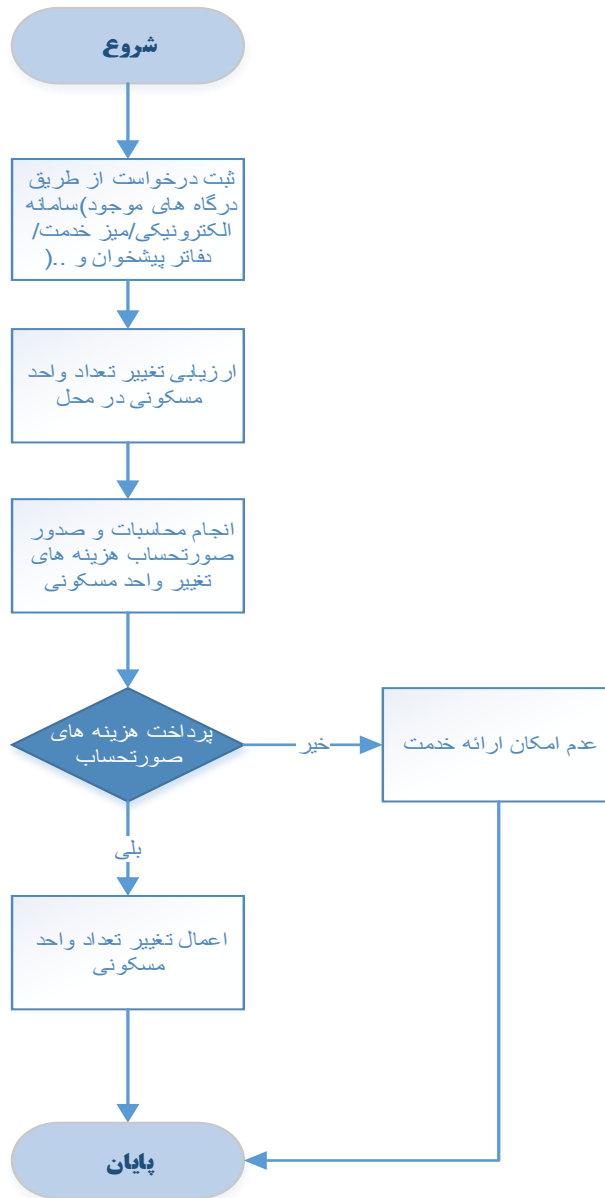 شروع
ثبت درخواست از طریق
درگاه های موجود)سامانه
الکترونیکی/میز خدمت/
دفاتر پیشخوان و ..(
ارزیابی تغییر تعداد واحد
مسکونی در محل
انجام محاسبات و صدور
صورتحساب هزینه های
تغییر واحد مسکونی
پرداخت هزینه های
صورتحساب
خیر
عدم امکان ارائه خدمت
بلی
اعمال تغییر تعداد واحد
مسکونی
پایان